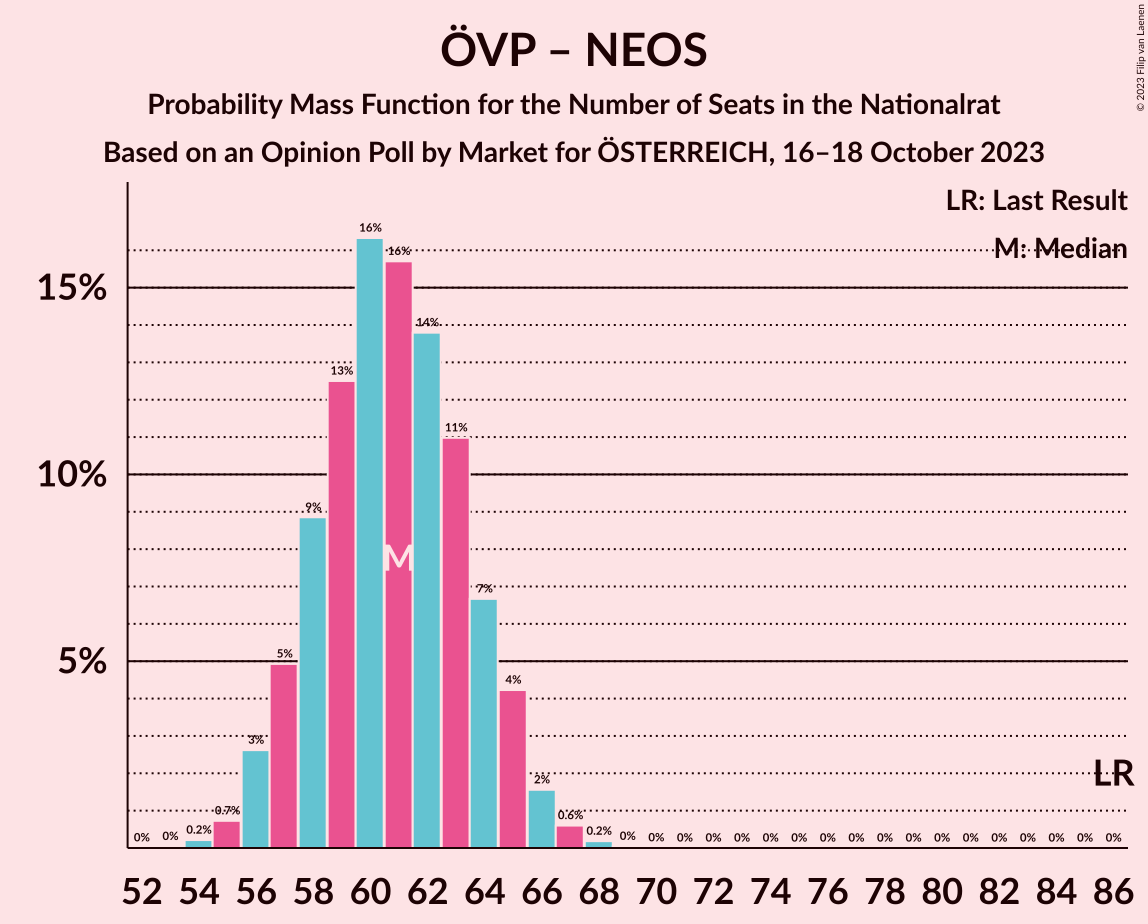 ÖVP – NEOS
Probability Mass Function for the Number of Seats in the Nationalrat
Based on an Opinion Poll by Market for ÖSTERREICH, 16–18 October 2023
© 2023 Filip van Laenen
LR: Last Result
M: Median
15%
10%
5%
0% 0% 0.2% 0.7% 3% 5% 9% 13% 16% 16% 14% 11% 7% 4% 2% 0.6% 0.2% 0% 0% 0% 0% 0% 0% 0% 0% 0% 0% 0% 0% 0% 0% 0% 0% 0% 0%
M
LR
52 54 56 58 60 62 64 66 68 70 72 74 76 78 80 82 84 86